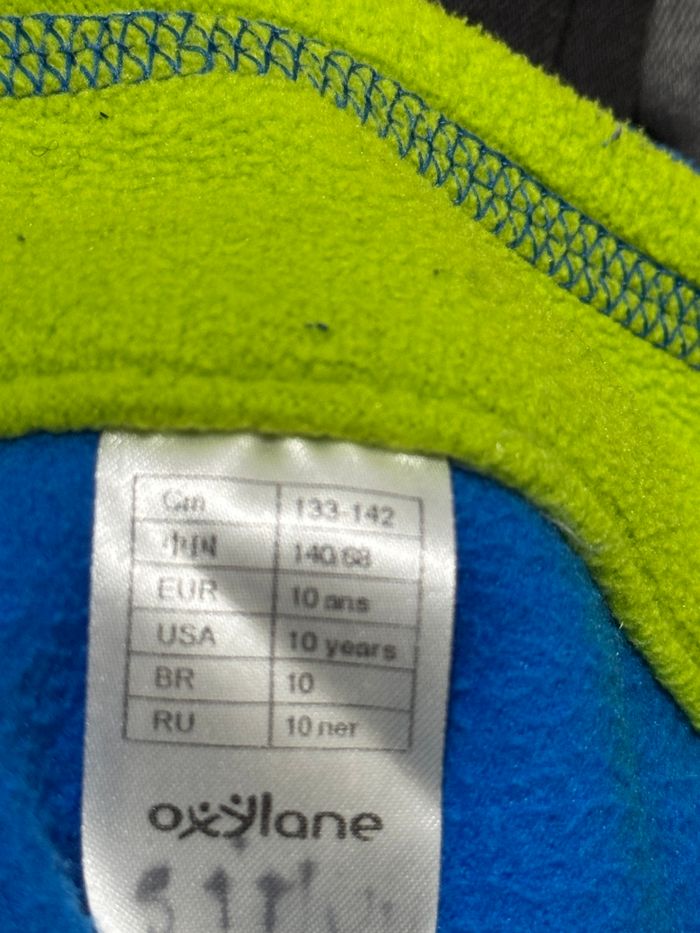 Cm 133-142
中国 140/68
EUR 10 ans
USA 10 years
BR 10
RU 10 лет
oxylane